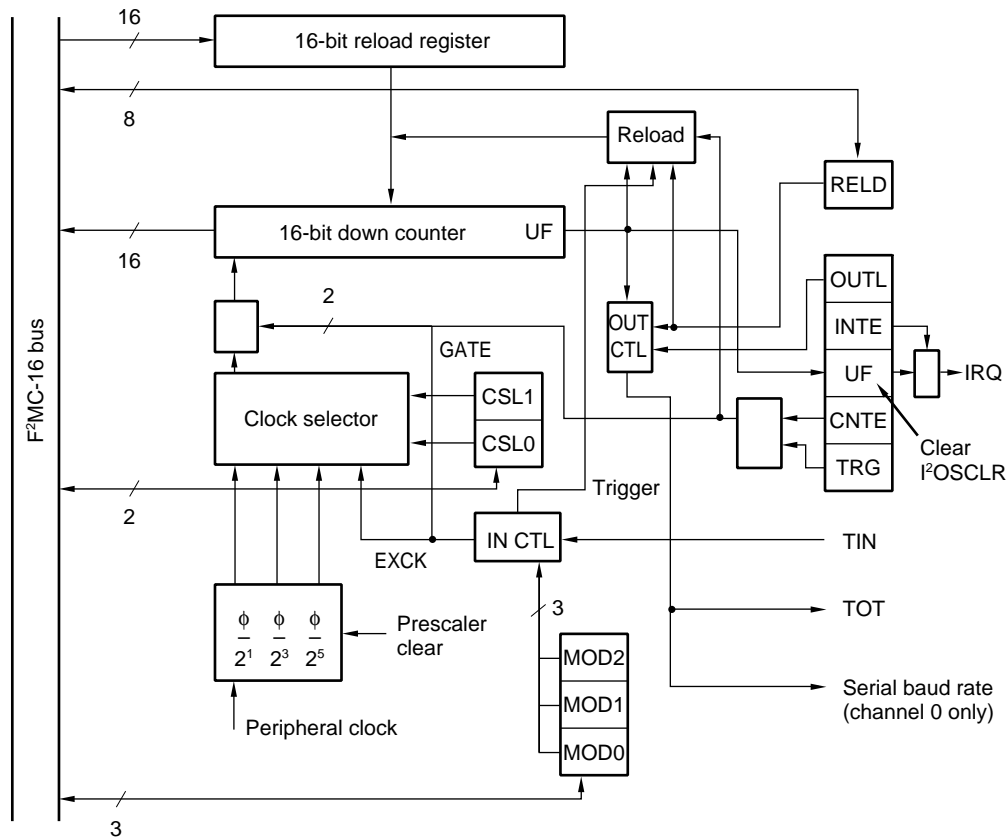 16
16-bit reload register
8
Reload
RELD
16-bit down counter
UF
16
OUTL
2
OUT
CTL
INTE
GATE
UF
IRQ
F²MC-16 bus
Clock selector
CSL1
CSL0
CNTE
TRG
Clear
I²OSCLR
2
Trigger
EXCK
IN CTL
TIN
3
TOT
ϕ
2¹
ϕ
2³
ϕ
2⁵
Prescaler
clear
MOD2
MOD1
MOD0
Serial baud rate
(channel 0 only)
Peripheral clock
3